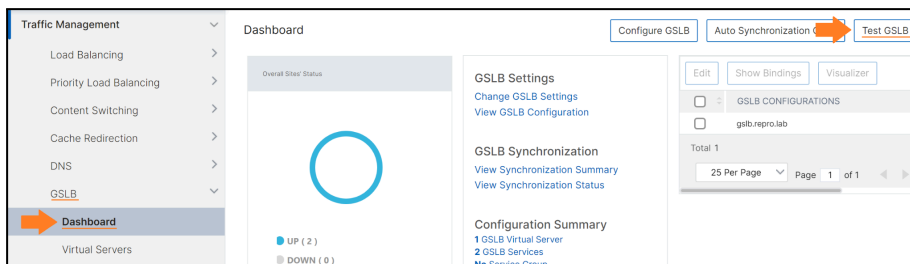 Traffic Management
Load Balancing
Priority Load Balancing
Content Switching
Cache Redirection
DNS
GSLB
Dashboard
Virtual Servers
Dashboard
Configure GSLB
Auto Synchronization
Test GSLB
Overall Sites' Status
UP ( 2 )
DOWN ( 0 )
GSLB Settings
Change GSLB Settings
View GSLB Configuration
GSLB Synchronization
View Synchronization Summary
View Synchronization Status
Configuration Summary
1 GSLB Virtual Server
2 GSLB Services
No Service Group
Edit
Show Bindings
Visualizer
GSLB CONFIGURATIONS
gslb.repro.lab
Total 1
25 Per Page
Page 1 of 1